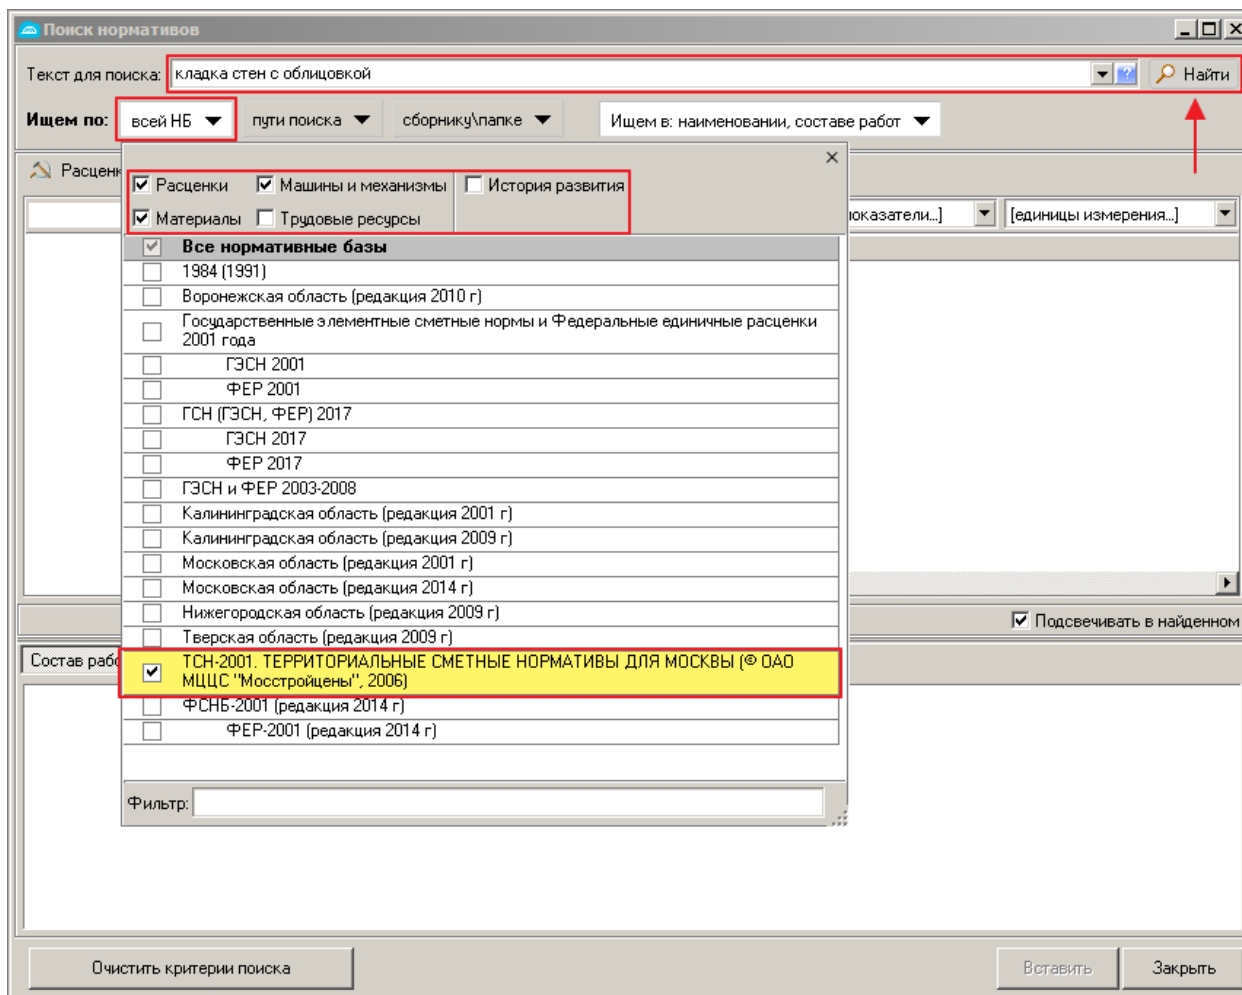 Поиск нормативов
Текст для поиска: кладка стен с облицовкой ? Найти
Ищем по: всей НБ пути поиска сборнику\папке Ищем в: наименовании, составе работ
Расценки Машины и механизмы История развития
Материалы Трудовые ресурсы
[единицы измерения...]
Все нормативные базы
1984 (1991)
Воронежская область (редакция 2010 г)
Государственные элементные сметные нормы и Федеральные единичные расценки
2001 года
ГЭСН 2001
ФЕР 2001
ГСН (ГЭСН, ФЕР) 2017
ГЭСН 2017
ФЕР 2017
ГЭСН и ФЕР 2003-2008
Калининградская область (редакция 2001 г)
Калининградская область (редакция 2009 г)
Московская область (редакция 2001 г)
Московская область (редакция 2014 г)
Нижегородская область (редакция 2009 г)
Подсвечивать в найденном
Тверская область (редакция 2009 г)
Состав
ТСН-2001. ТЕРРИТОРИАЛЬНЫЕ СМЕТНЫЕ НОРМАТИВЫ ДЛЯ МОСКВЫ (© ОАО
МЦЦС "Мосстройцены", 2006)
ФСНБ-2001 (редакция 2014 г)
ФЕР-2001 (редакция 2014 г)
Фильтр:
Очистить критерии поиска Вставить Закрыть